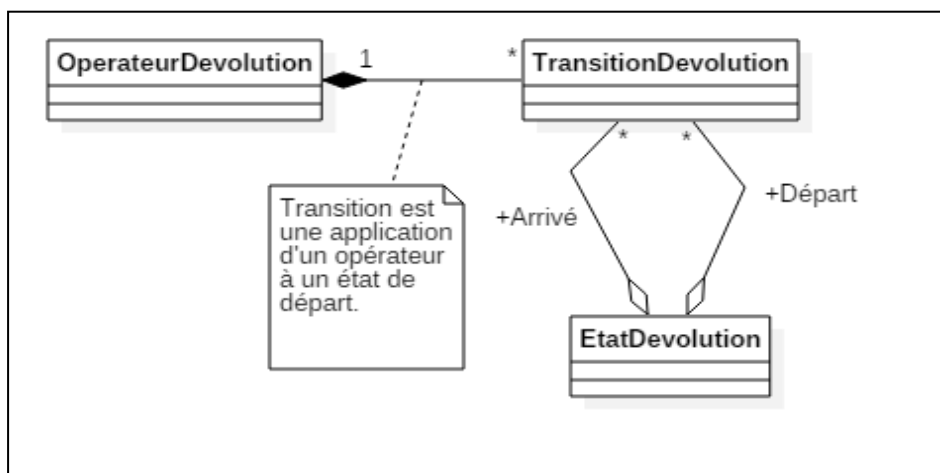 OperateurDevolution
1
*
TransitionDevolution
*
*
+Départ
+Arrivé
Transition est
une application
d'un opérateur
à un état de
départ.
EtatDevolution